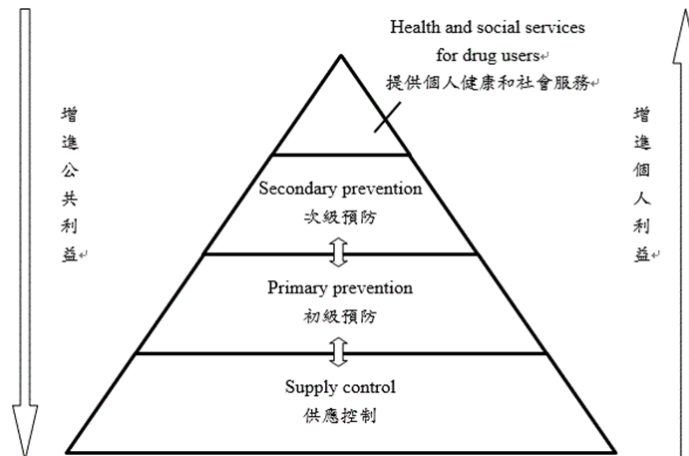 Health and social services
for drug users↵
提供個人健康和社會服務↵
增進公共利益↵
增進個人利益↵
Secondary prevention
次級預防
Primary prevention
初級預防
Supply control
供應控制